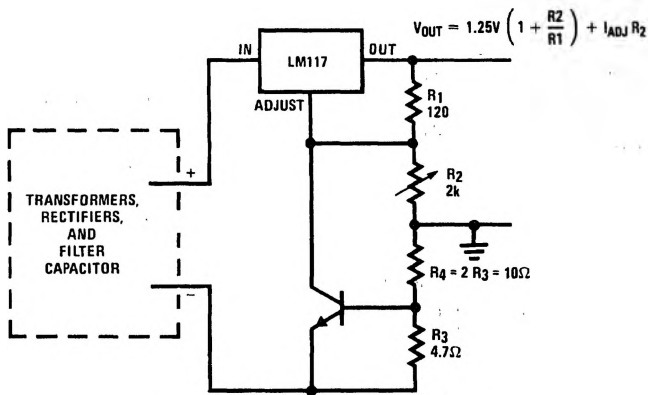 V_OUT = 1.25V (1 + R2/R1) + I_ADJ R_2
IN
LM117
OUT
ADJUST
R1
120
R2
2k
+
TRANSFORMERS,
RECTIFIERS,
AND
FILTER
CAPACITOR
−
R4 = 2 R3 = 10Ω
R3
4.7Ω